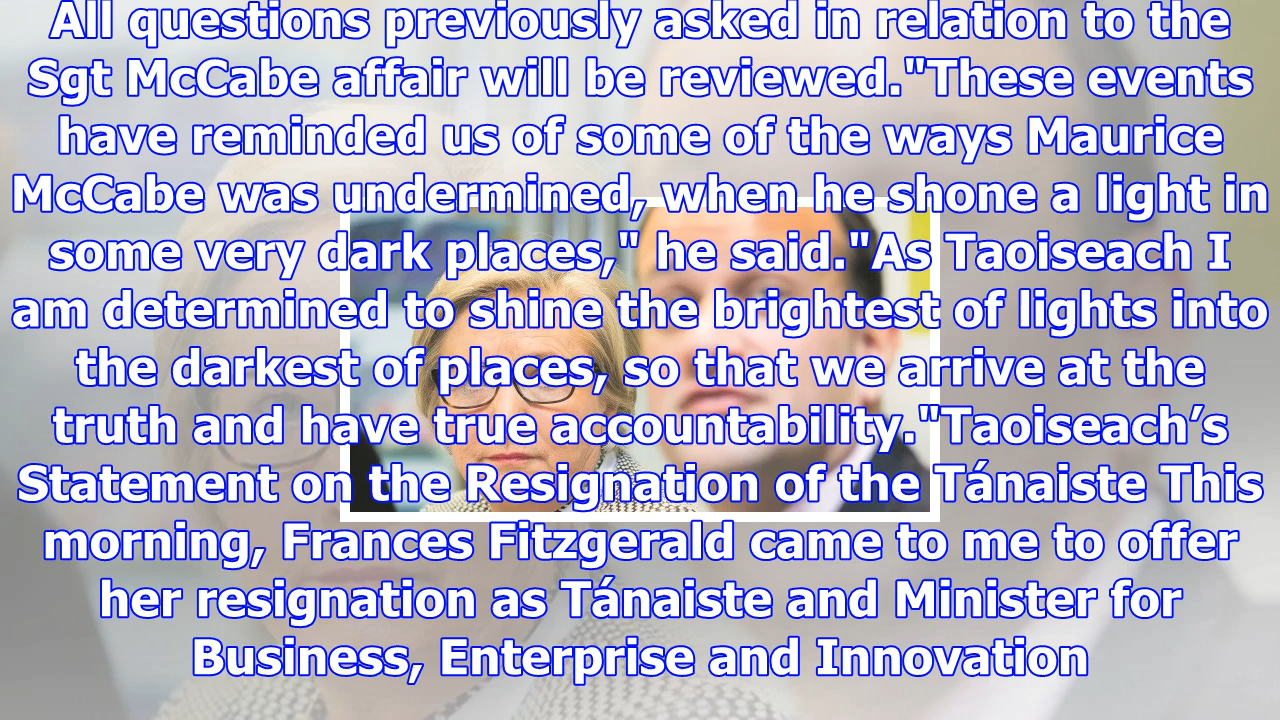 All questions previously asked in relation to the
Sgt McCabe affair will be reviewed."These events
have reminded us of some of the ways Maurice
McCabe was undermined, when he shone a light in
some very dark places," he said."As Taoiseach I
am determined to shine the brightest of lights into
the darkest of places, so that we arrive at the
truth and have true accountability."Taoiseach’s
Statement on the Resignation of the Tánaiste This
morning, Frances Fitzgerald came to me to offer
her resignation as Tánaiste and Minister for
Business, Enterprise and Innovation